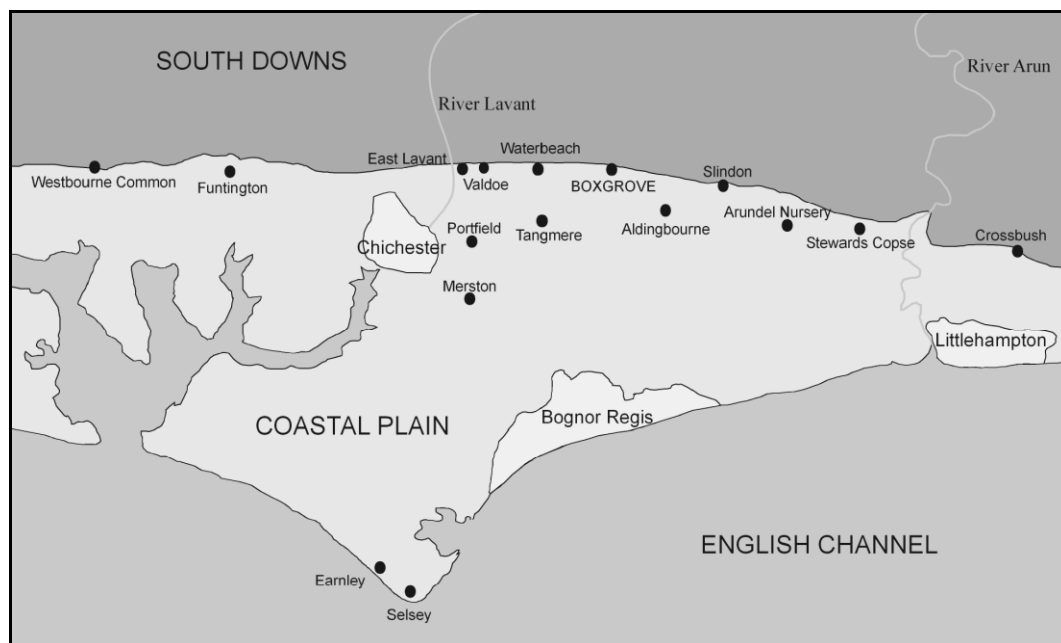 SOUTH DOWNS
River Arun
River Lavant
Waterbeach
East Lavant
Valdoe
BOXGROVE
Slindon
Westbourne Common
Funtington
Arundel Nursery
Portfield
Tangmere
Aldingbourne
Stewards Copse
Crossbush
Chichester
Merston
Littlehampton
Bognor Regis
COASTAL PLAIN
ENGLISH CHANNEL
Earnley
Selsey